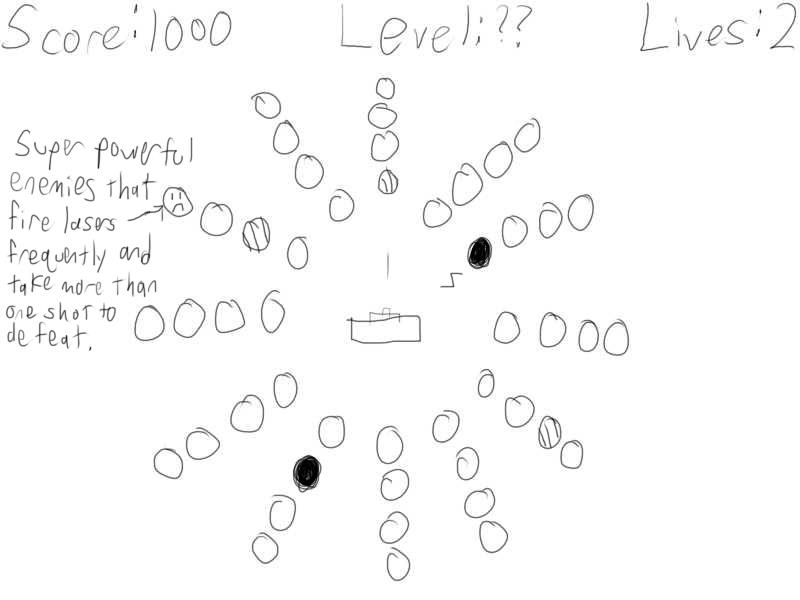 Score:1000
Level:??
Lives:2
Super powerful
enemies that
fire lasers
frequently and
take more than
one shot to
defeat.